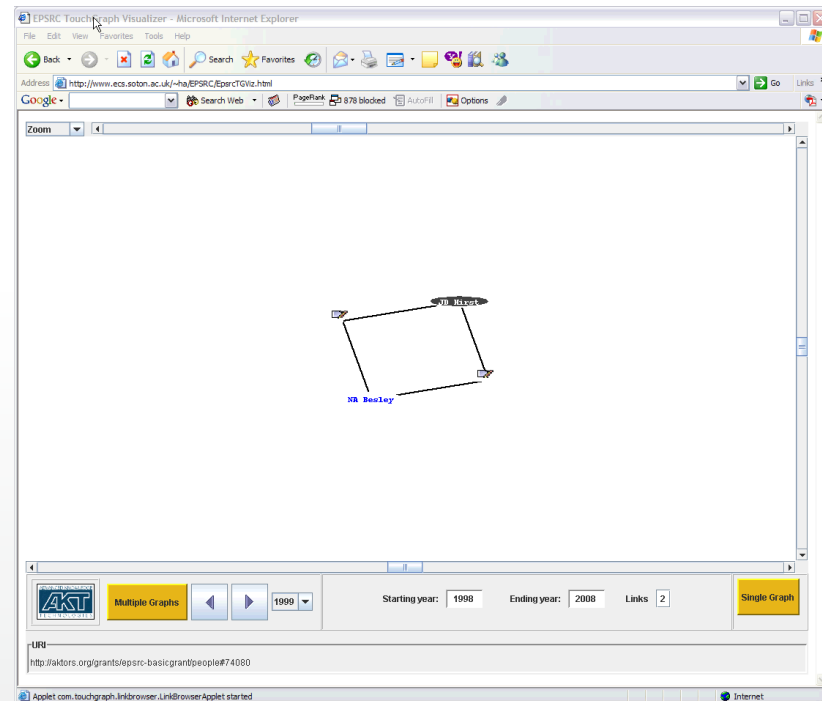 EPSRC TouchGraph Visualizer - Microsoft Internet Explorer
File Edit View Favorites Tools Help
Back Search Favorites
Address http://www.ecs.soton.ac.uk/~ha/EPSRC/EpsrcTGViz.html Go Links
Google Search Web PageRank 878 blocked AutoFill Options
Zoom
JD Hirst
NA Besley
AKT
Multiple Graphs 1999 Starting year: 1998 Ending year: 2008 Links 2 Single Graph
URI
http://aktors.org/grants/epsrc-basicgrant/people#74080
Applet com.touchgraph.linkbrowser.LinkBrowserApplet started Internet